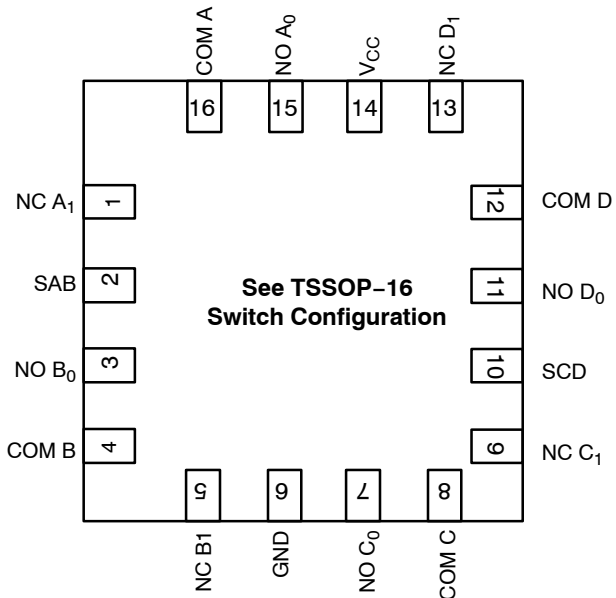 COM A
NO A₀
V_CC
NC D₁
16
15
14
13
NC A₁
1
12
COM D
SAB
2
See TSSOP–16
Switch Configuration
11
NO D₀
NO B₀
3
10
SCD
COM B
4
9
NC C₁
5
6
7
8
NC B1
GND
NO C₀
COM C